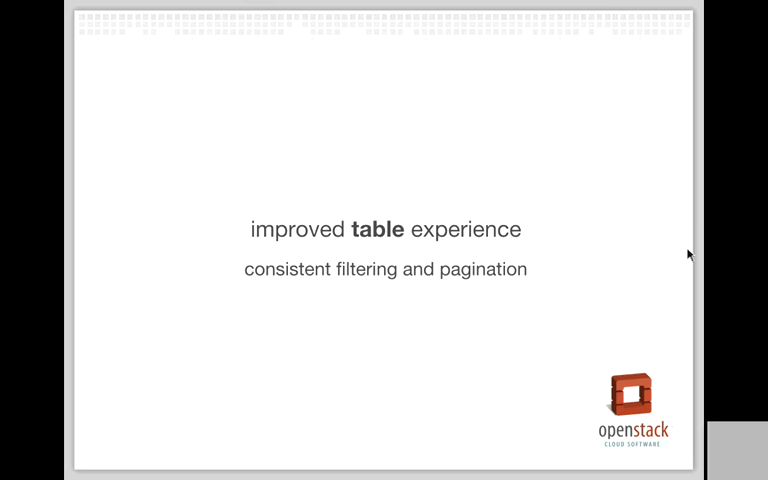 improved table experience
consistent filtering and pagination
openstack
CLOUD SOFTWARE